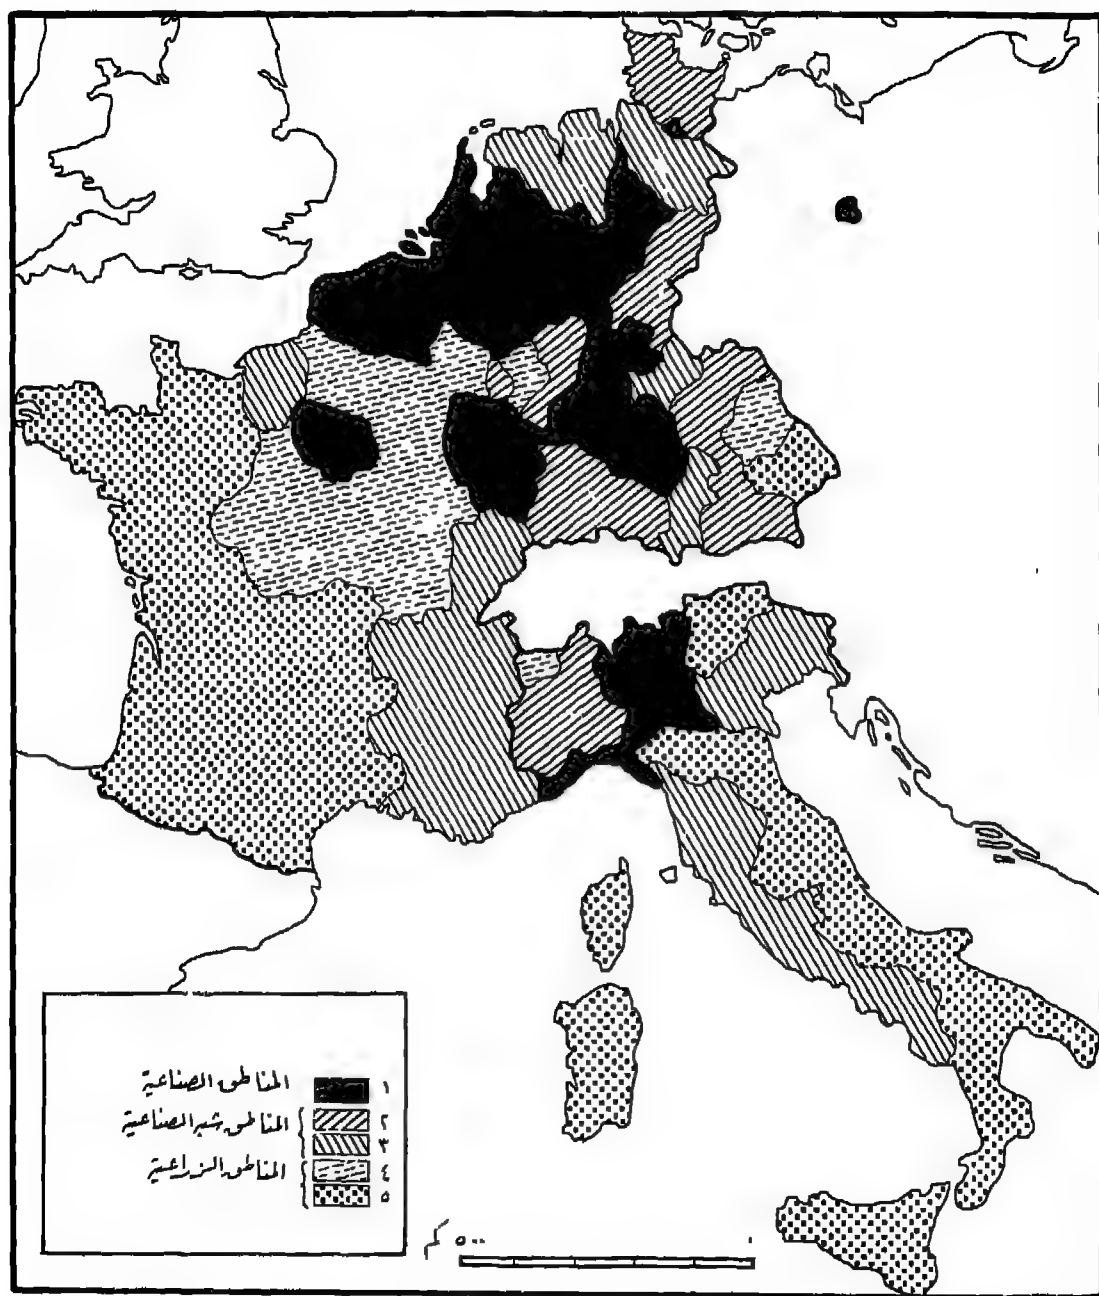 ١ المناطق الصناعية
٢ المناطق شبه الصناعية
٣
٤ المناطق الزراعية
٥
٥٠٠ كم